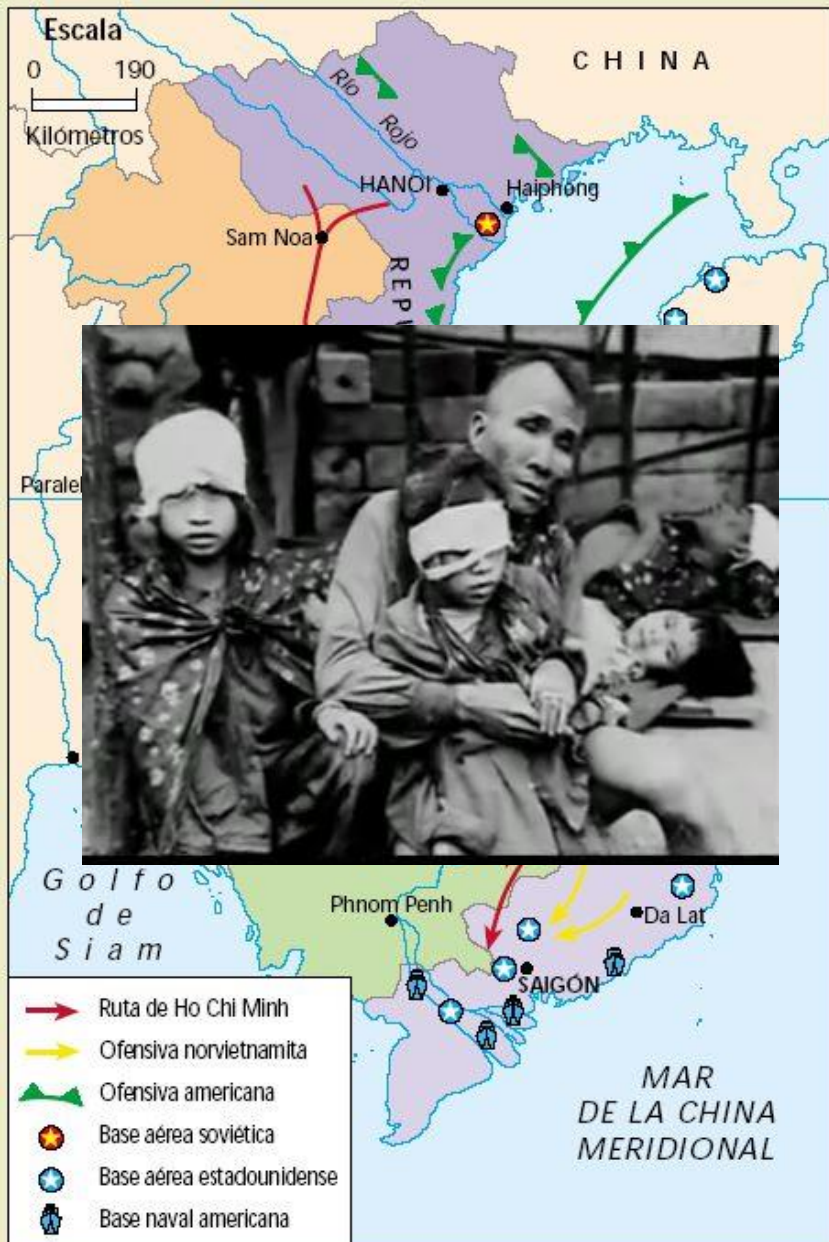 Escala
0 190
Kilómetros
CHINA
Río
Rojo
HANOI
Haiphong
Sam Noa
Golfo
de
Siam
Phnom Penh
Da Lat
SAIGÓN
MAR
DE LA CHINA
MERIDIONAL
Ruta de Ho Chi Minh
Ofensiva norvietnamita
Ofensiva americana
Base aérea soviética
Base aérea estadounidense
Base naval americana